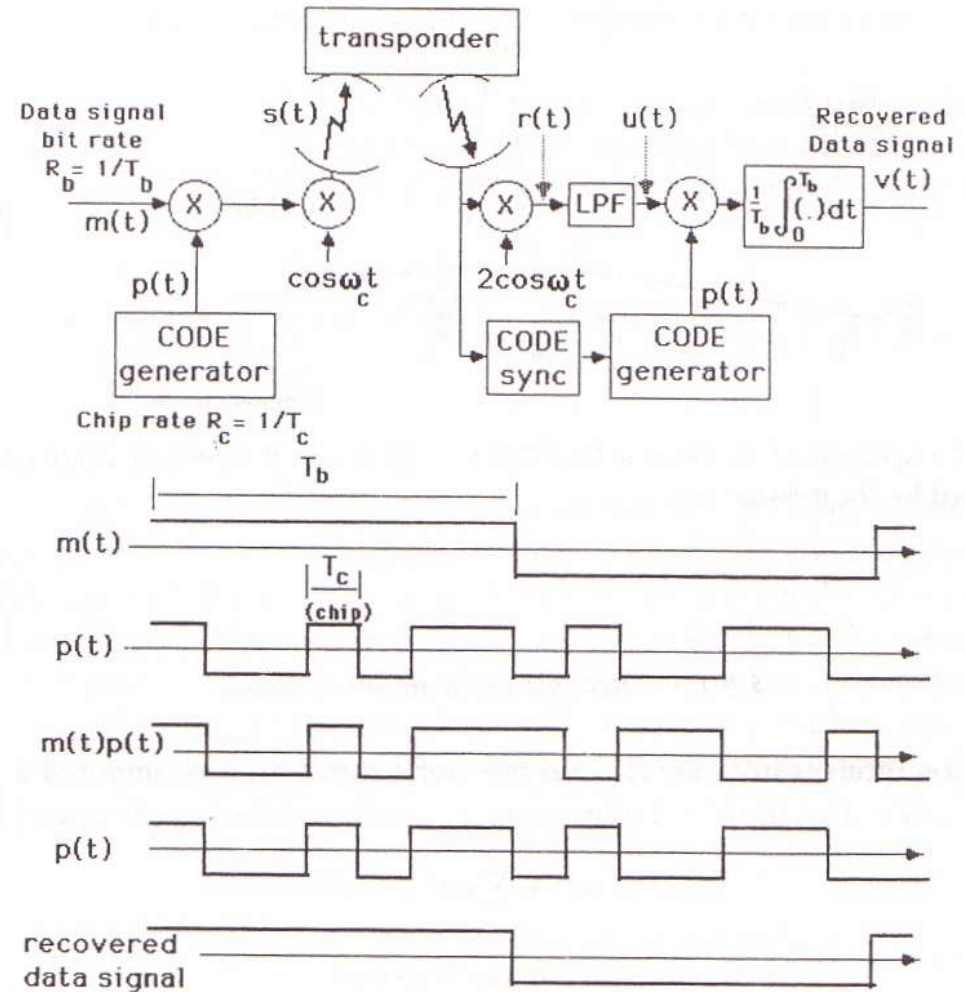 transponder
Data signal
bit rate
R_b = 1/T_b
m(t)
X
p(t)
CODE
generator
Chip rate R_c = 1/T_c
s(t)
X
cosω_c t
r(t)
u(t)
X
2cosω_c t
LPF
X
p(t)
CODE
sync
CODE
generator
Recovered
Data signal
v(t)
1/T_b ∫_0^T_b (.)dt
T_b
m(t)
T_c
(chip)
p(t)
m(t)p(t)
p(t)
recovered
data signal